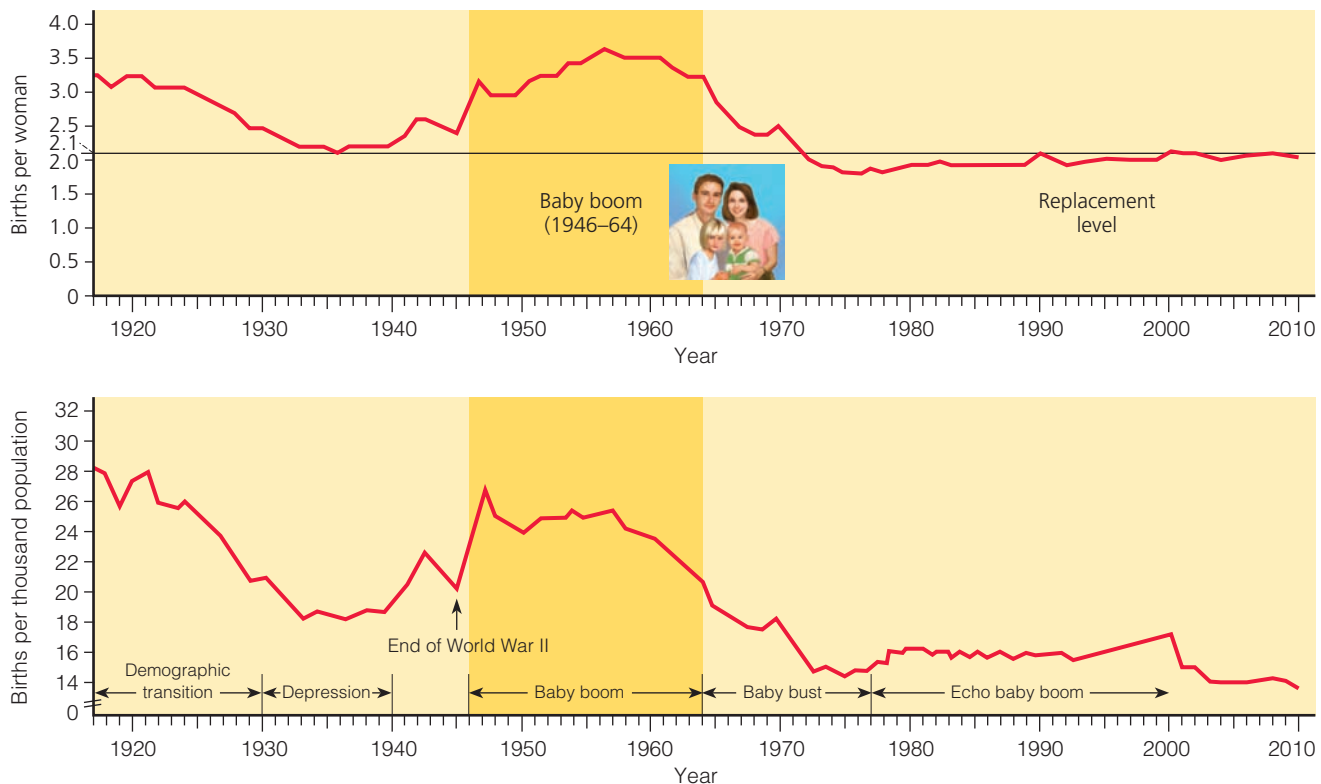 Births per woman
4.0
3.5
3.0
2.5
2.1
2.0
1.5
1.0
0.5
0
Baby boom
(1946–64)
Replacement
level
1920 1930 1940 1950 1960 1970 1980 1990 2000 2010
Year
Births per thousand population
32
30
28
26
24
22
20
18
16
14
0
End of World War II
Demographic
transition
Depression
Baby boom
Baby bust
Echo baby boom
1920 1930 1940 1950 1960 1970 1980 1990 2000 2010
Year